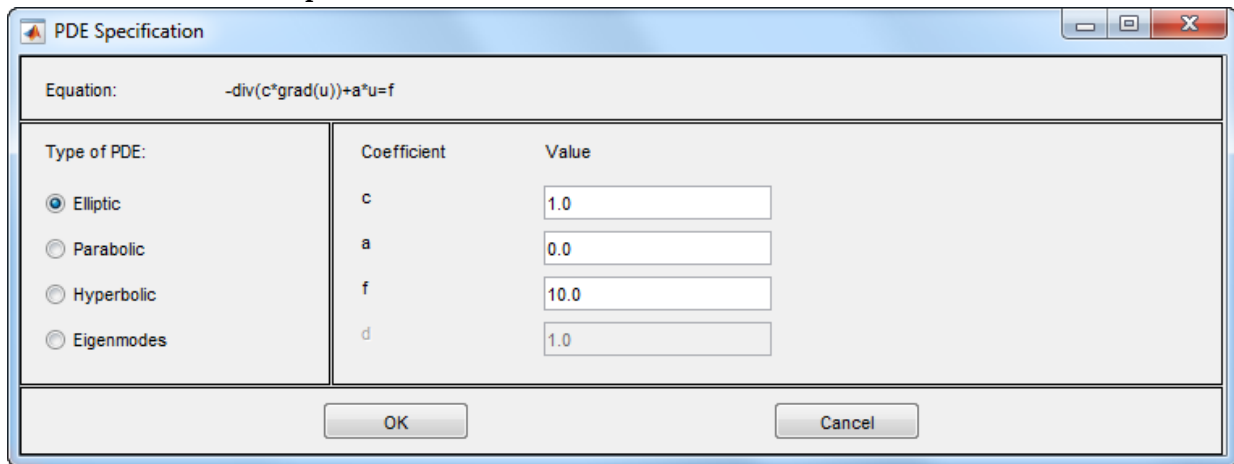 PDE Specification
Equation: -div(c*grad(u))+a*u=f
Type of PDE: Coefficient Value
Elliptic c 1.0
Parabolic a 0.0
Hyperbolic f 10.0
Eigenmodes d 1.0
OK Cancel